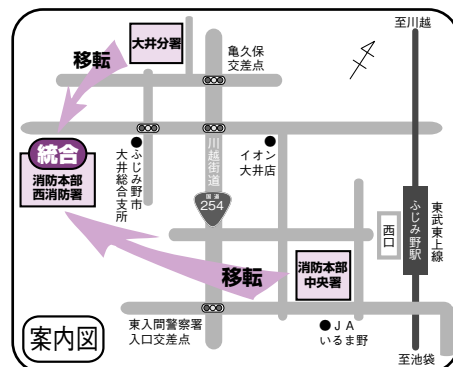 至川越
大井分署
移転
亀久保
交差点
統合
消防本部
西消防署
ふじみ野市
大井総合支所
川越街道
イオン
大井店
国道
254
東武東上線
ふじみ野駅
西口
消防本部
中央署
移転
東入間警察署
入口交差点
JA
いるま野
案内図
至池袋